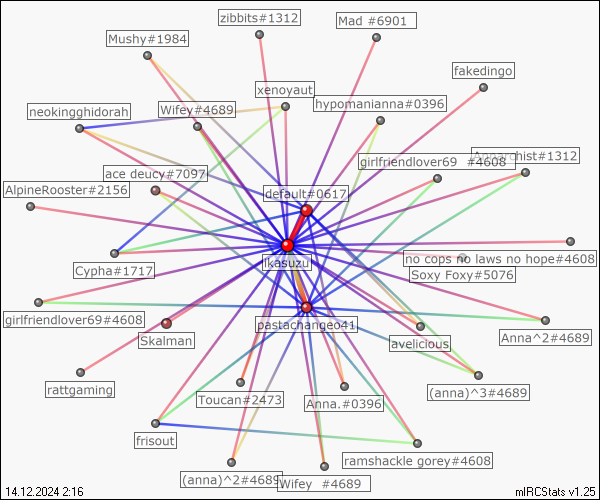 zibbits#1312
Mad #6901
Mushy#1984
fakedingo
xenoyaut
neokingghidorah
Wifey#4689
hypomanianna#0396
girlfriendlover69 #4608
#1312
ace deucy#7097
AlpineRooster#2156
default#0617
ikasuzu
no cops no laws no hope#4608
Cypha#1717
Soxy Foxy#5076
girlfriendlover69#4608
pastachangeo41
Skalman
avelicious
Anna^2#4689
rattgaming
Toucan#2473
Anna.#0396
(anna)^3#4689
frisout
ramshackle gorey#4608
(anna)^2#4689
Wifey #4689
14.12.2024 2:16
mIRCStats v1.25